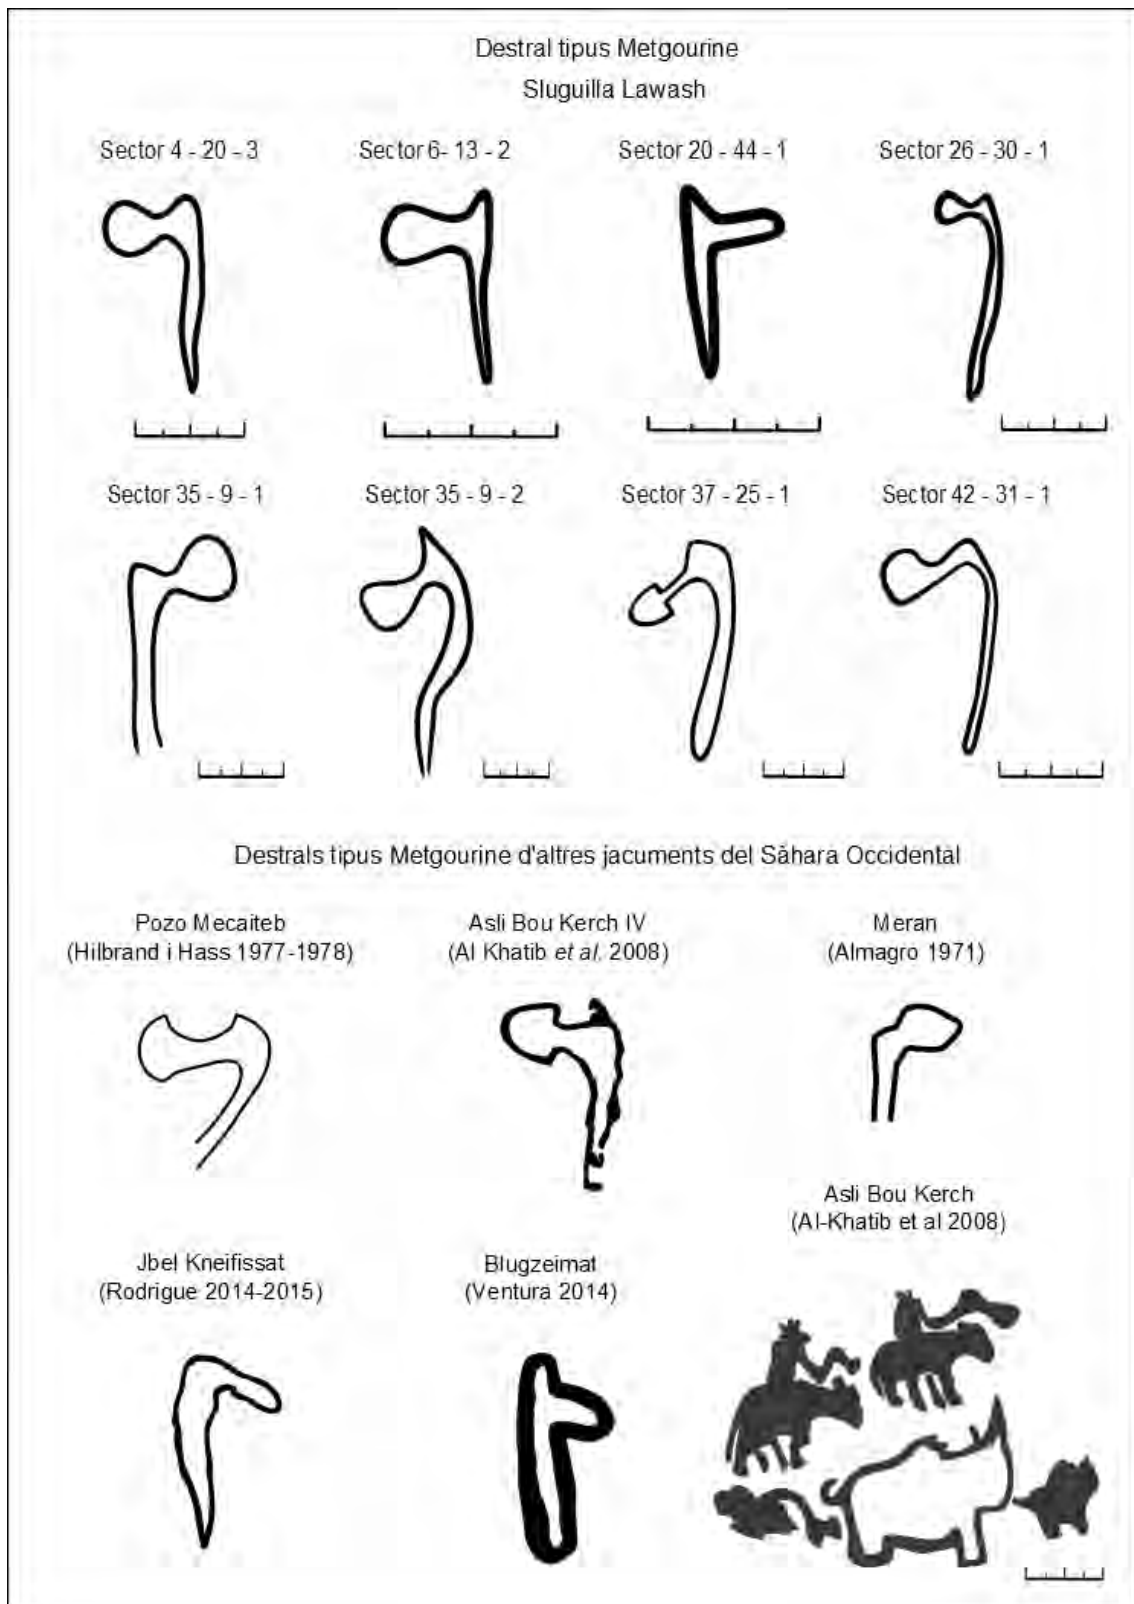 Destral tipus Metgourine
Sluguilla Lawash
Sector 4 - 20 - 3
Sector 6- 13 - 2
Sector 20 - 44 - 1
Sector 26 - 30 - 1
Sector 35 - 9 - 1
Sector 35 - 9 - 2
Sector 37 - 25 - 1
Sector 42 - 31 - 1
Destrals tipus Metgourine d'altres jacuments del Sàhara Occidental
Pozo Mecaiteb
(Hilbrand i Hass 1977-1978)
Asli Bou Kerch IV
(Al Khatib et al. 2008)
Meran
(Almagro 1971)
Asli Bou Kerch
(Al-Khatib et al 2008)
Jbel Kneifissat
(Rodrigue 2014-2015)
Blugzeimat
(Ventura 2014)